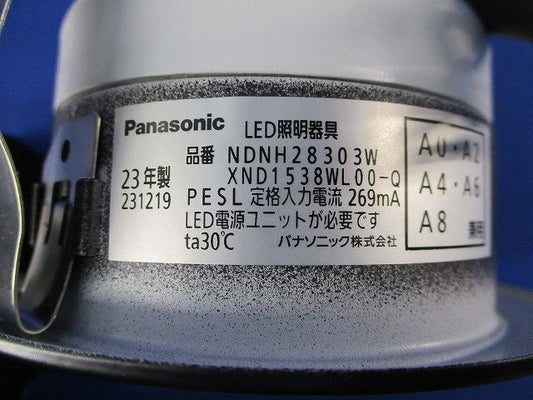 Panasonic LED照明器具
品番 NDNH28303W
23年製 XND1538WL00-Q
231219 PESL 定格入力電流 269mA
LED電源ユニットが必要です
ta30℃ パナソニック株式会社
A0・A2
A4・A6
A8 兼用